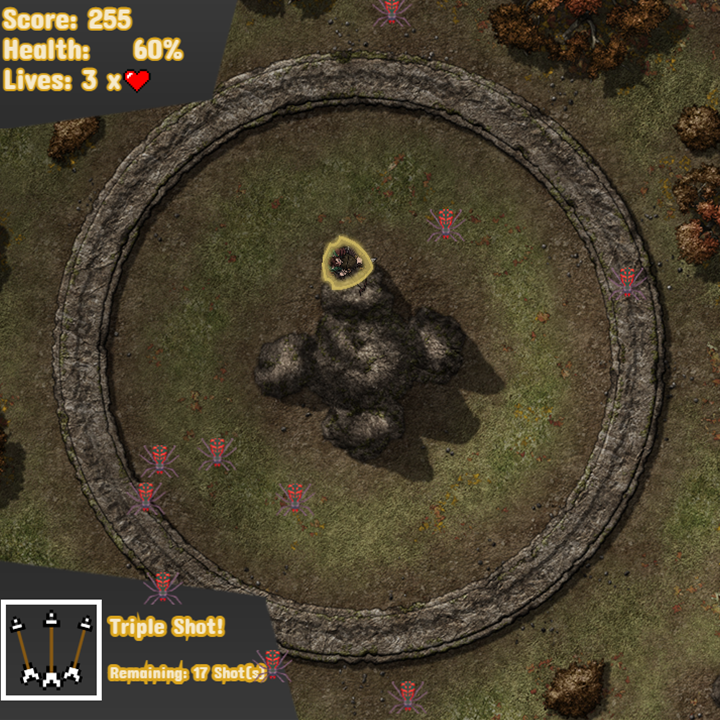 Score: 255
Health: 60%
Lives: 3 x
Triple Shot!
Remaining: 17 Shot(s)